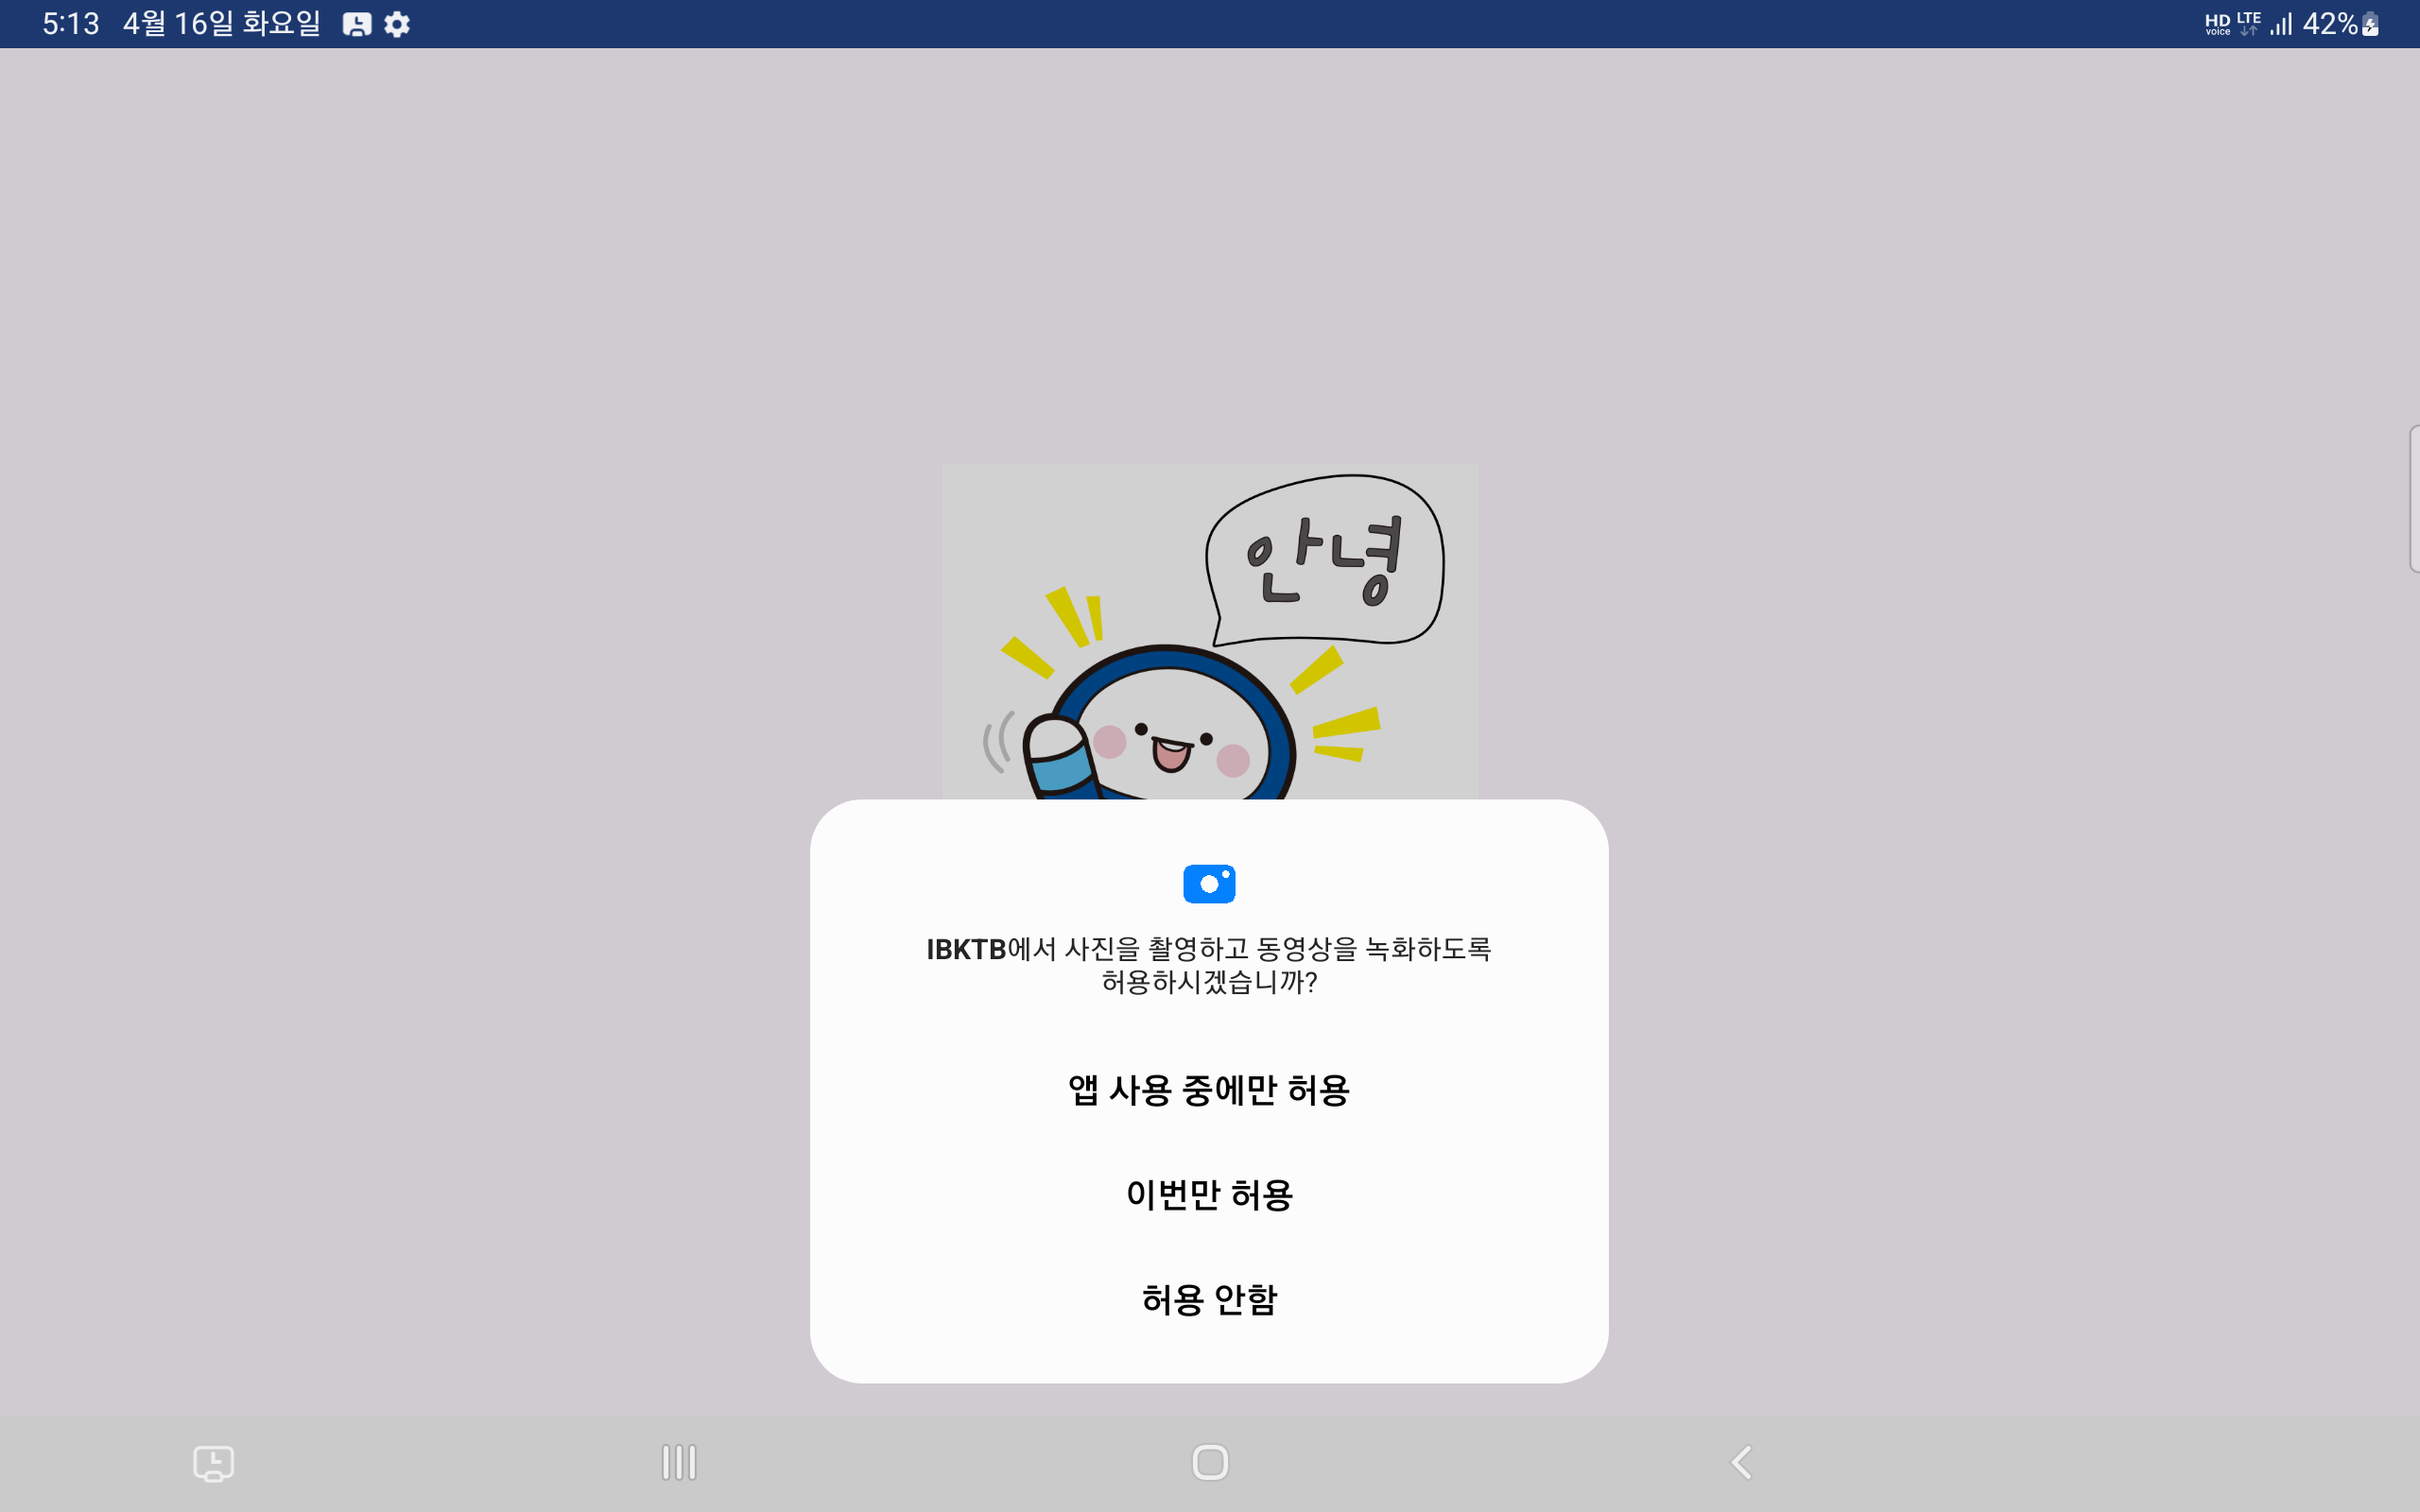 5:13 4월 16일 화요일
HD voice LTE 42%
안녕
IBKTB에서 사진을 촬영하고 동영상을 녹화하도록
허용하시겠습니까?
앱 사용 중에만 허용
이번만 허용
허용 안함